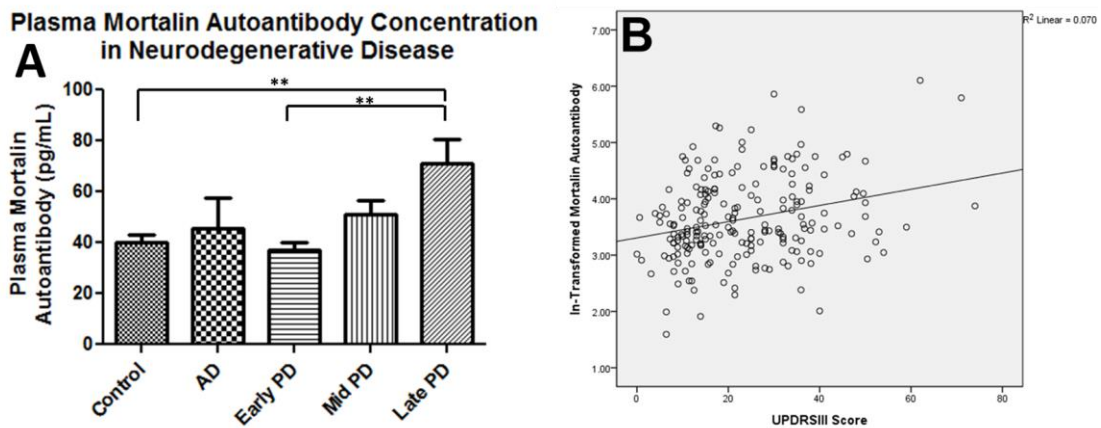 Plasma Mortalin Autoantibody Concentration
in Neurodegenerative Disease
A
Plasma Mortalin
Autoantibody (pg/mL)
100
80
60
40
20
0
**
**
Control
AD
Early PD
Mid PD
Late PD
B
R² Linear = 0.070
ln-Transformed Mortalin Autoantibody
7.00
6.00
5.00
4.00
3.00
2.00
1.00
0
20
40
60
80
UPDRSIII Score